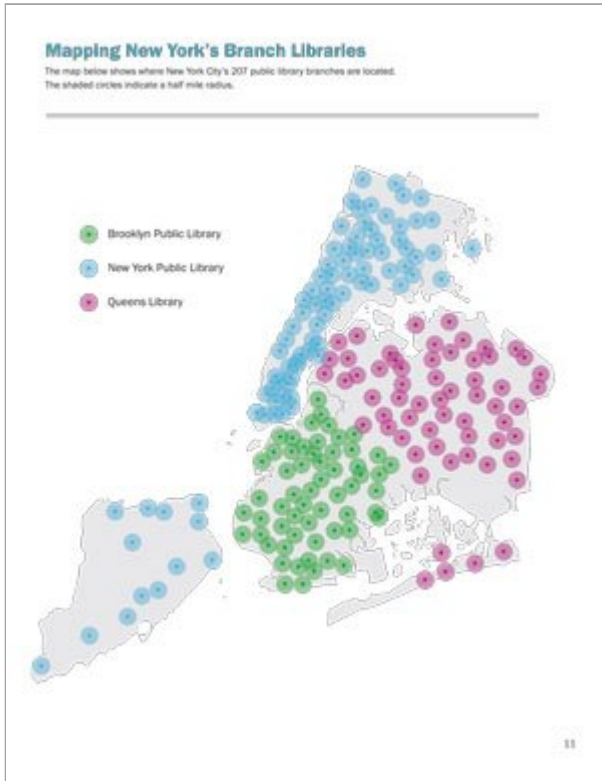 Mapping New York's Branch Libraries
The map below shows where New York City's 207 public library branches are located.
The shaded circles indicate a half mile radius.
Brooklyn Public Library
New York Public Library
Queens Library
11